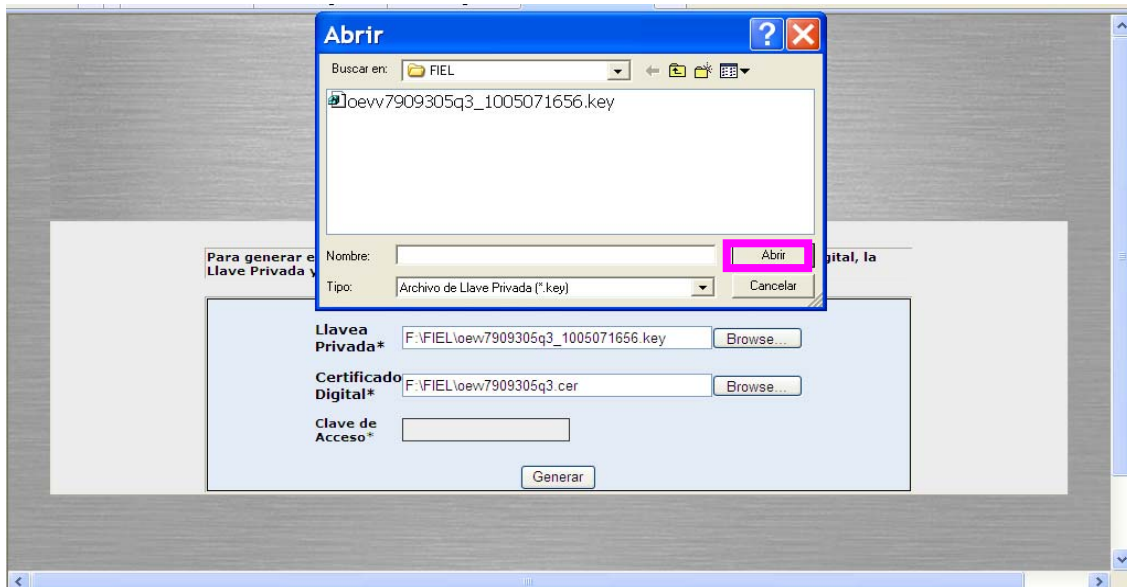 Abrir
Buscar en:
FIEL
oevv7909305q3_1005071656.key
Nombre:
Abrir
Tipo:
Archivo de Llave Privada (*.key)
Cancelar
Para generar e
gital, la
Llave Privada y
Llavea
Privada*
F:\FIEL\oew7909305q3_1005071656.key
Browse...
Certificado
Digital*
F:\FIEL\oew7909305q3.cer
Browse...
Clave de
Acceso*
Generar